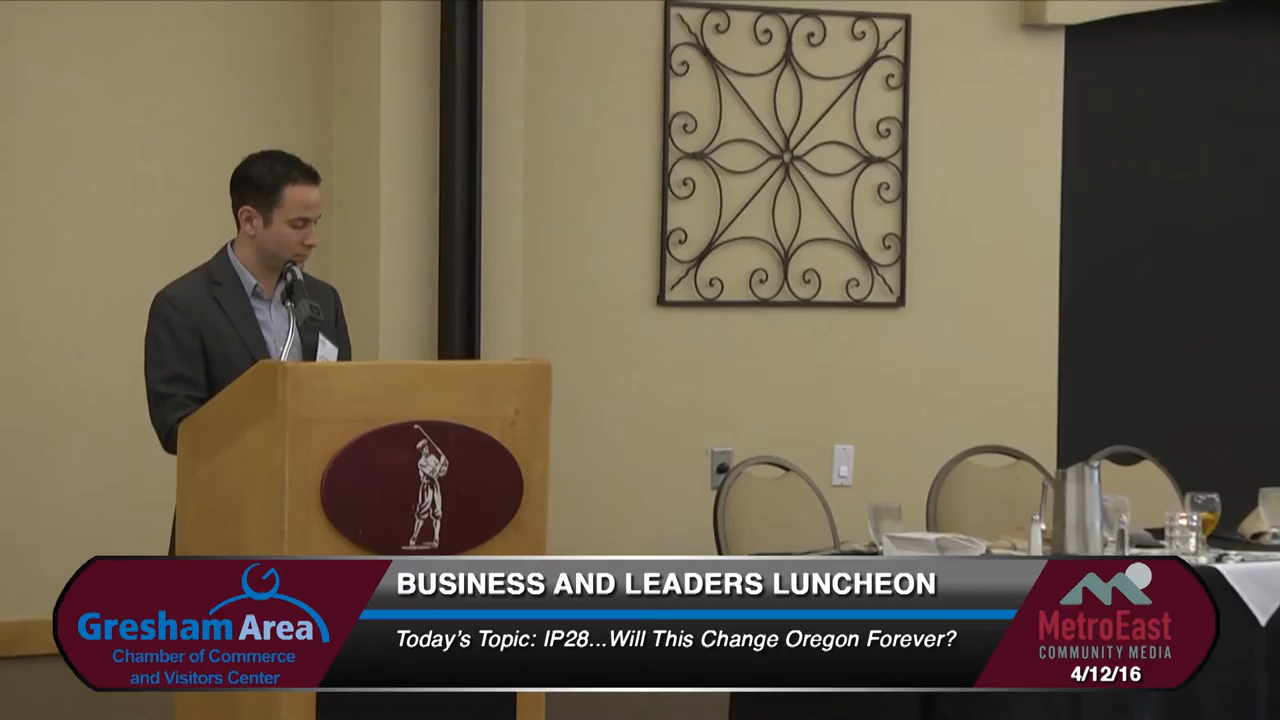 BUSINESS AND LEADERS LUNCHEON
Today's Topic: IP28...Will This Change Oregon Forever?
G
Gresham Area
Chamber of Commerce
and Visitors Center
MetroEast
COMMUNITY MEDIA
4/12/16